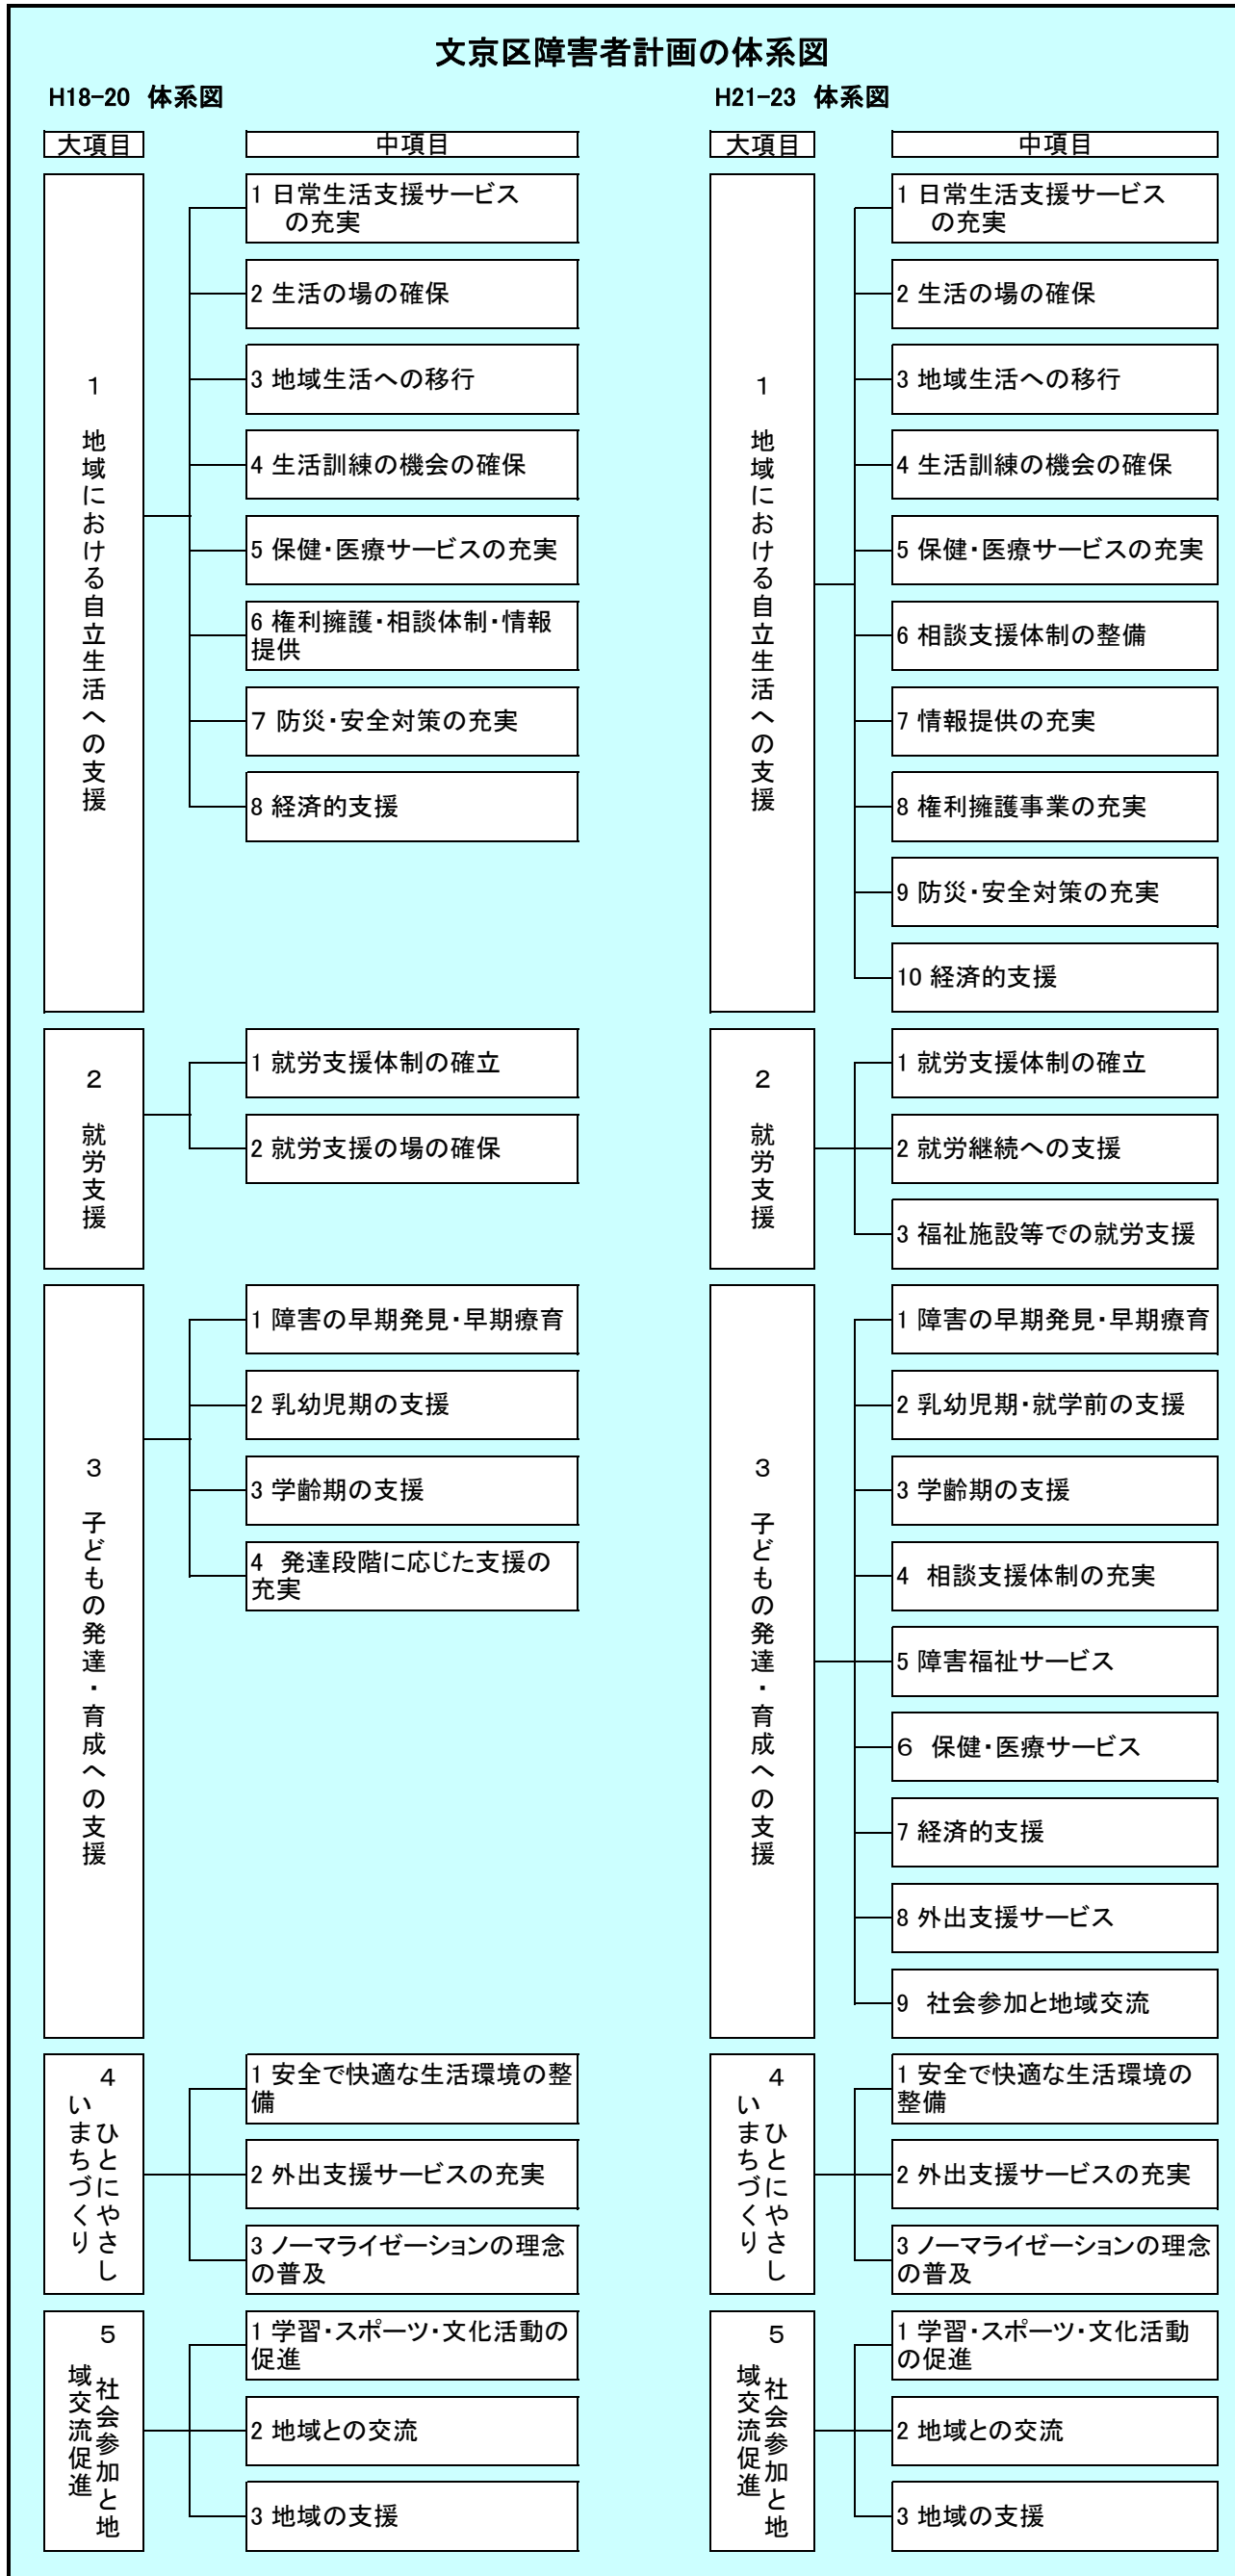 文京区障害者計画の体系図
H18-20 体系図
大項目
中項目
1 地域における自立生活への支援
1 日常生活支援サービス
の充実
2 生活の場の確保
3 地域生活への移行
4 生活訓練の機会の確保
5 保健・医療サービスの充実
6 権利擁護・相談体制・情報
提供
7 防災・安全対策の充実
8 経済的支援
2 就労支援
1 就労支援体制の確立
2 就労支援の場の確保
3 子どもの発達・育成への支援
1 障害の早期発見・早期療育
2 乳幼児期の支援
3 学齢期の支援
4 発達段階に応じた支援の
充実
4 ひとにやさし
いまちづくり
1 安全で快適な生活環境の整
備
2 外出支援サービスの充実
3 ノーマライゼーションの理念
の普及
5 社会参加と地
域交流促進
1 学習・スポーツ・文化活動の
促進
2 地域との交流
3 地域の支援
H21-23 体系図
大項目
中項目
1 地域における自立生活への支援
1 日常生活支援サービス
の充実
2 生活の場の確保
3 地域生活への移行
4 生活訓練の機会の確保
5 保健・医療サービスの充実
6 相談支援体制の整備
7 情報提供の充実
8 権利擁護事業の充実
9 防災・安全対策の充実
10 経済的支援
2 就労支援
1 就労支援体制の確立
2 就労継続への支援
3 福祉施設等での就労支援
3 子どもの発達・育成への支援
1 障害の早期発見・早期療育
2 乳幼児期・就学前の支援
3 学齢期の支援
4 相談支援体制の充実
5 障害福祉サービス
6 保健・医療サービス
7 経済的支援
8 外出支援サービス
9 社会参加と地域交流
4 ひとにやさし
いまちづくり
1 安全で快適な生活環境の
整備
2 外出支援サービスの充実
3 ノーマライゼーションの理念
の普及
5 社会参加と地
域交流促進
1 学習・スポーツ・文化活動
の促進
2 地域との交流
3 地域の支援